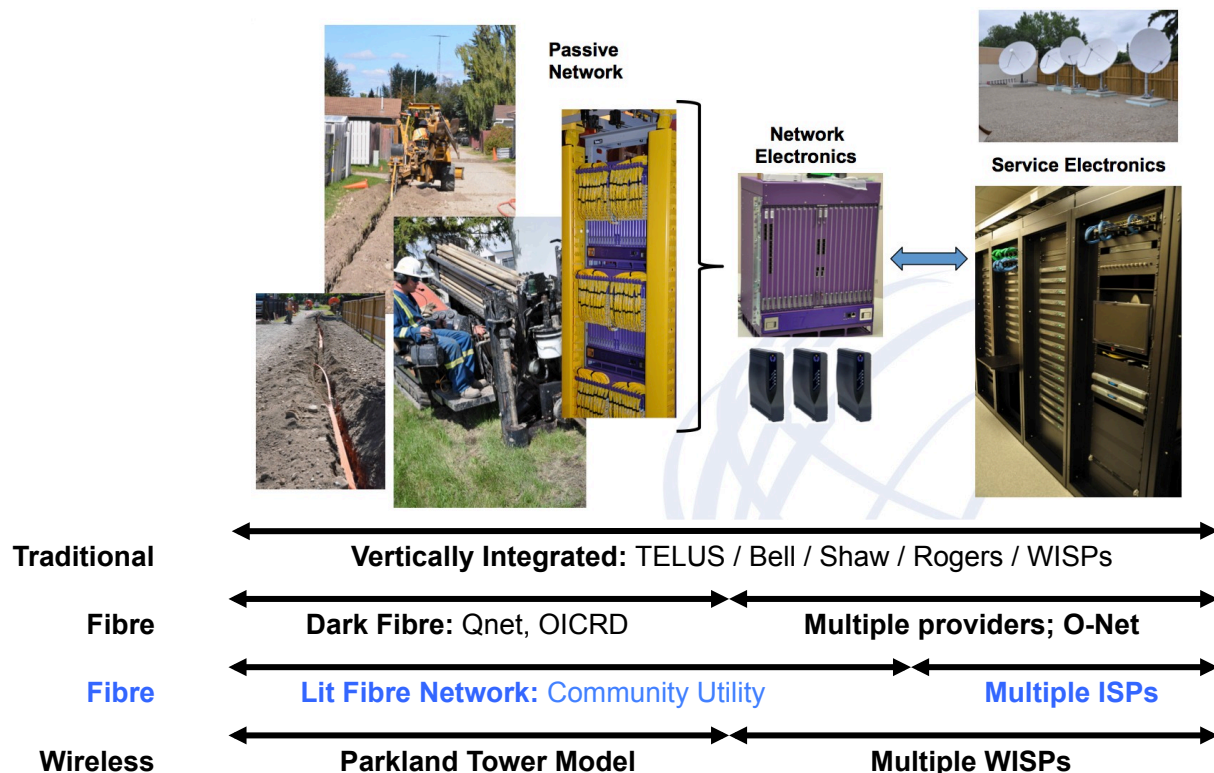 Passive
Network
Network
Electronics
Service Electronics
Traditional
Vertically Integrated: TELUS / Bell / Shaw / Rogers / WISPs
Fibre
Dark Fibre: Qnet, OICRD
Multiple providers; O-Net
Fibre
Lit Fibre Network: Community Utility
Multiple ISPs
Wireless
Parkland Tower Model
Multiple WISPs